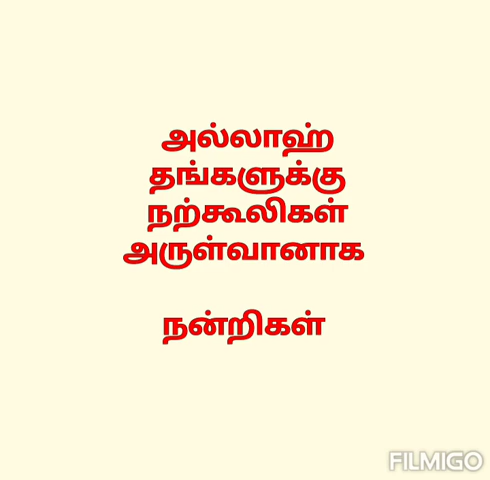 அல்லாஹ்
தங்களுக்கு
நற்கூலிகள்
அருள்வானாக
நன்றிகள்
FILMIGO